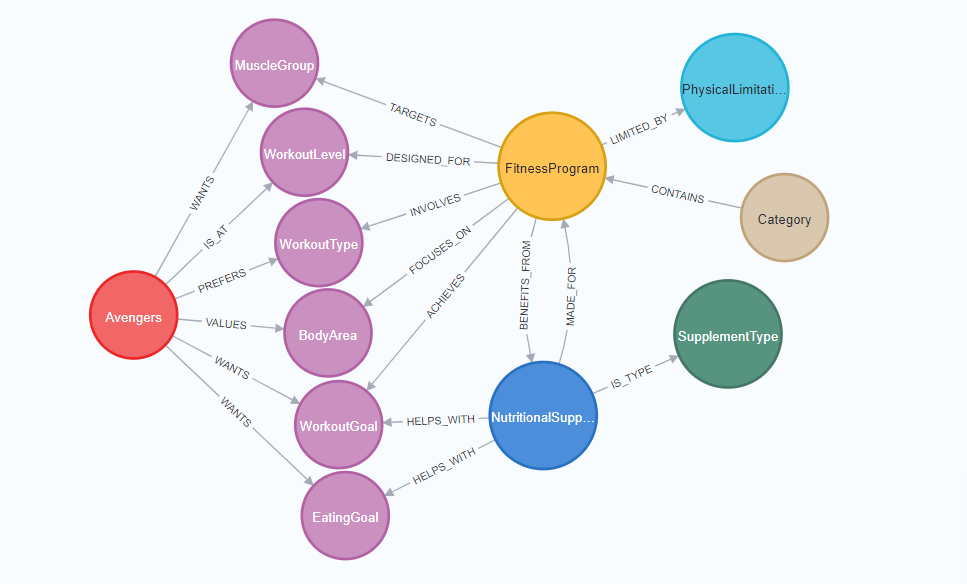 MuscleGroup
PhysicalLimitati...
TARGETS
LIMITED_BY
WorkoutLevel
DESIGNED_FOR
FitnessProgram
WANTS
CONTAINS
INVOLVES
Category
IS_AT
WorkoutType
FOCUSES_ON
PREFERS
BENEFITS_FROM
ACHIEVES
MADE_FOR
Avengers
VALUES
BodyArea
SupplementType
WANTS
IS_TYPE
WANTS
WorkoutGoal
HELPS_WITH
NutritionalSupp...
HELPS_WITH
EatingGoal